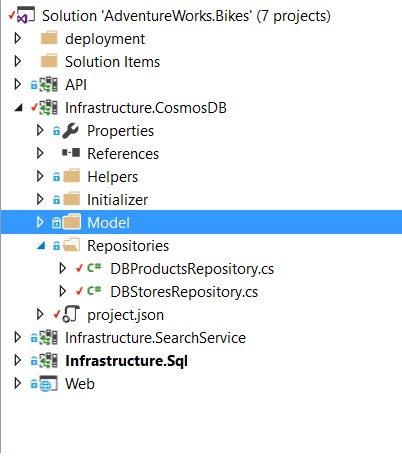 Solution 'AdventureWorks.Bikes' (7 projects)
deployment
Solution Items
API
Infrastructure.CosmosDB
Properties
References
Helpers
Initializer
Model
Repositories
C# DBProductsRepository.cs
C# DBStoresRepository.cs
project.json
Infrastructure.SearchService
Infrastructure.Sql
Web